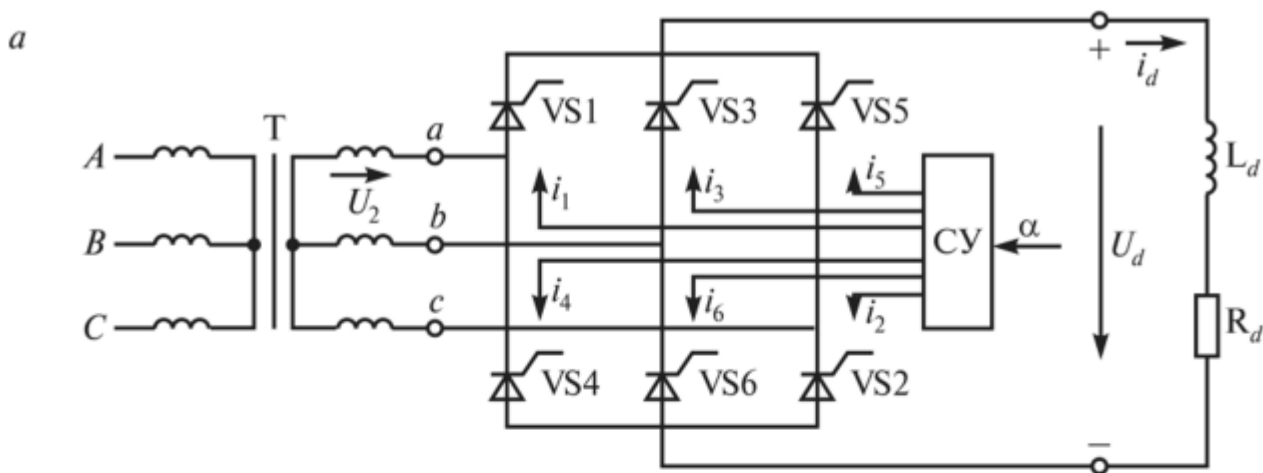 a
+
i_d
VS1 VS3 VS5
T
a
A
U_2
i_1 i_3 i_5
L_d
B
b
СУ
α
U_d
C
c
i_4 i_6 i_2
R_d
VS4 VS6 VS2
−